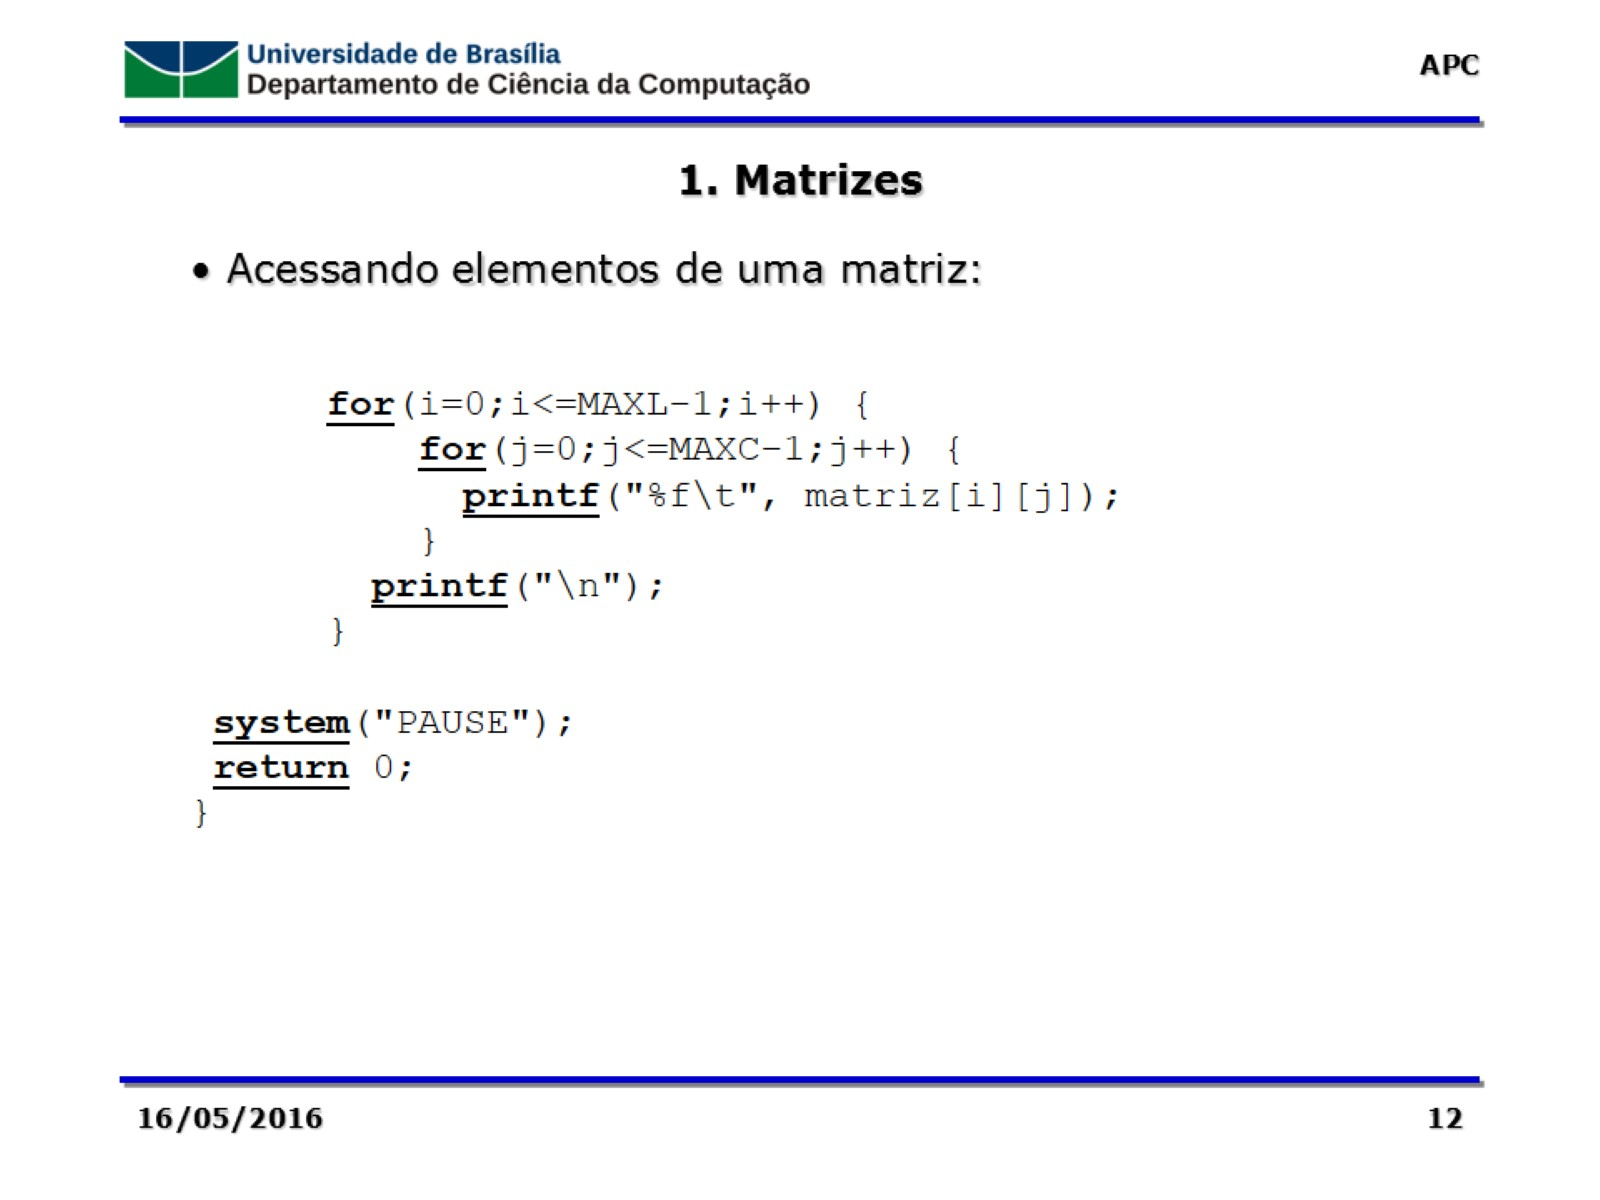 Universidade de Brasília
Departamento de Ciência da Computação
APC
1. Matrizes
• Acessando elementos de uma matriz:
for(i=0;i<=MAXL-1;i++) {
for(j=0;j<=MAXC-1;j++) {
printf("%f\t", matriz[i][j]);
}
printf("\n");
}
system("PAUSE");
return 0;
}
16/05/2016
12